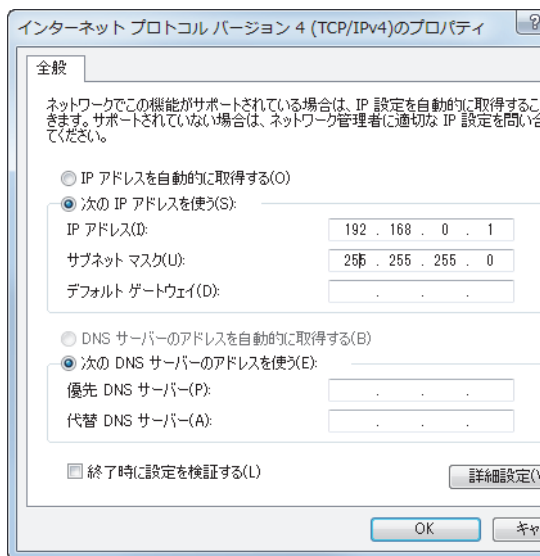 インターネット プロトコル バージョン 4 (TCP/IPv4)のプロパティ
全般
ネットワークでこの機能がサポートされている場合は、IP 設定を自動的に取得するこ
きます。サポートされていない場合は、ネットワーク管理者に適切な IP 設定を問い合
てください。
IP アドレスを自動的に取得する(O)
次の IP アドレスを使う(S):
IP アドレス(I): 192 . 168 . 0 . 1
サブネット マスク(U): 255 . 255 . 255 . 0
デフォルト ゲートウェイ(D): . . .
DNS サーバーのアドレスを自動的に取得する(B)
次の DNS サーバーのアドレスを使う(E):
優先 DNS サーバー(P): . . .
代替 DNS サーバー(A): . . .
終了時に設定を検証する(L)
詳細設定(V
OK キャ